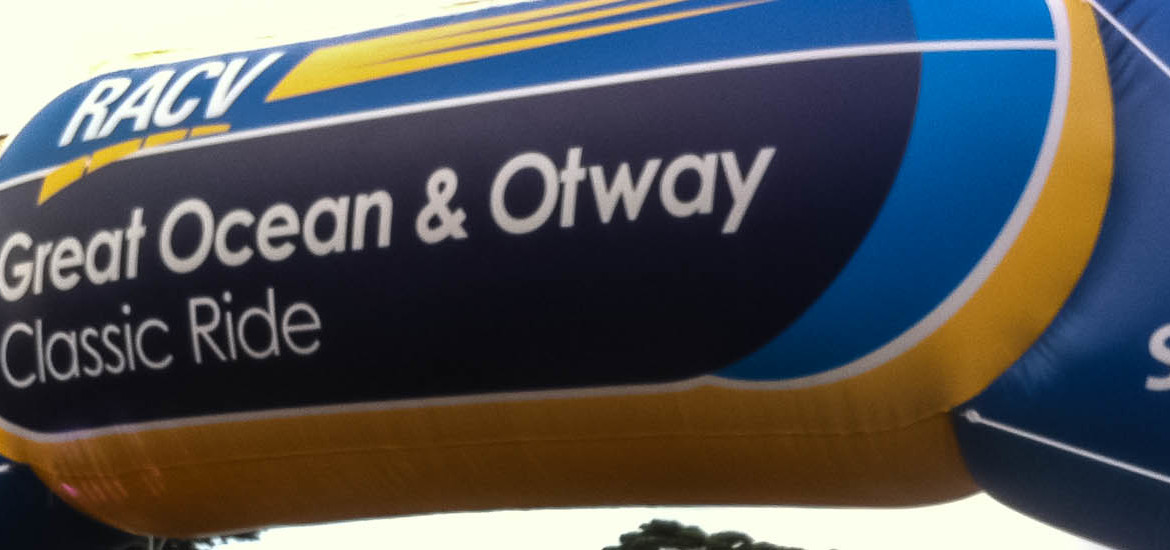 RACV
Great Ocean & Otway
Classic Ride
S